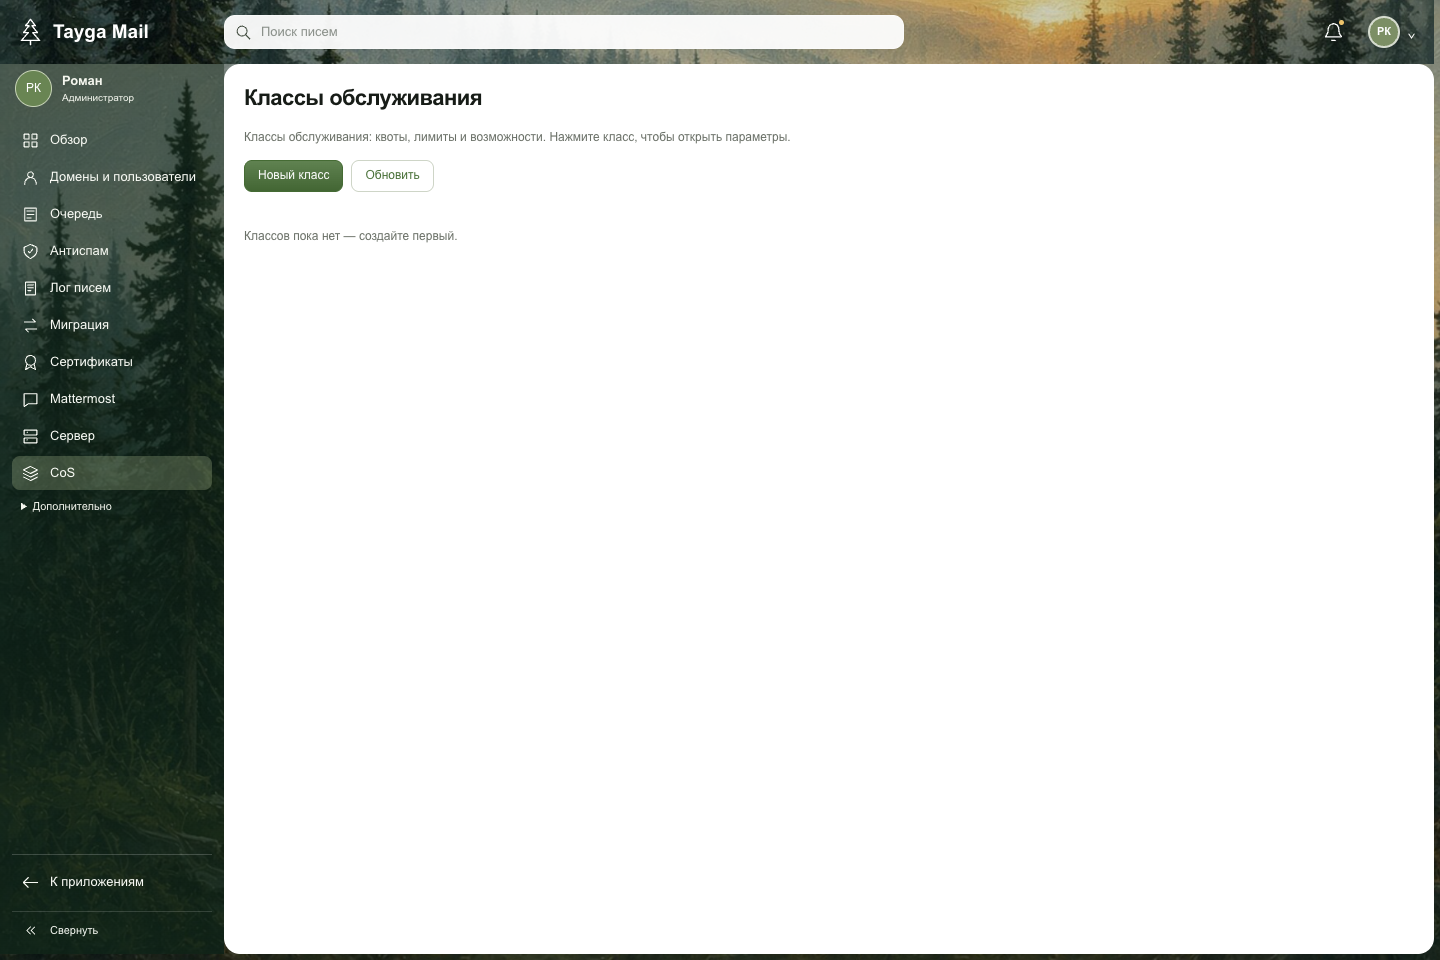 Tayga Mail
Поиск писем
РК
РК
Роман
Администратор
Обзор
Домены и пользователи
Очередь
Антиспам
Лог писем
Миграция
Сертификаты
Mattermost
Сервер
CoS
Дополнительно
К приложениям
Свернуть
Классы обслуживания
Классы обслуживания: квоты, лимиты и возможности. Нажмите класс, чтобы открыть параметры.
Новый класс
Обновить
Классов пока нет — создайте первый.